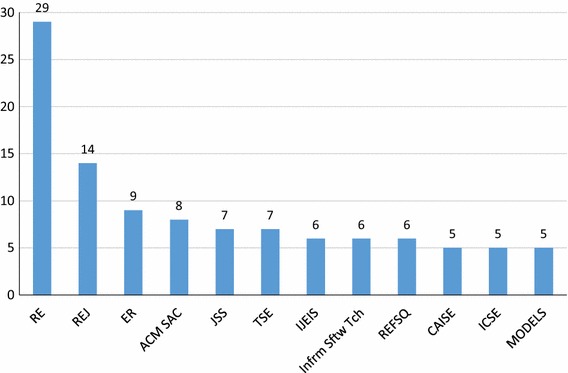 30
25
20
15
10
5
0
29
14
9
8
7
7
6
6
6
5
5
5
RE
REJ
ER
ACM SAC
JSS
TSE
IJEIS
Infrm Sftw Tch
REFSQ
CAISE
ICSE
MODELS